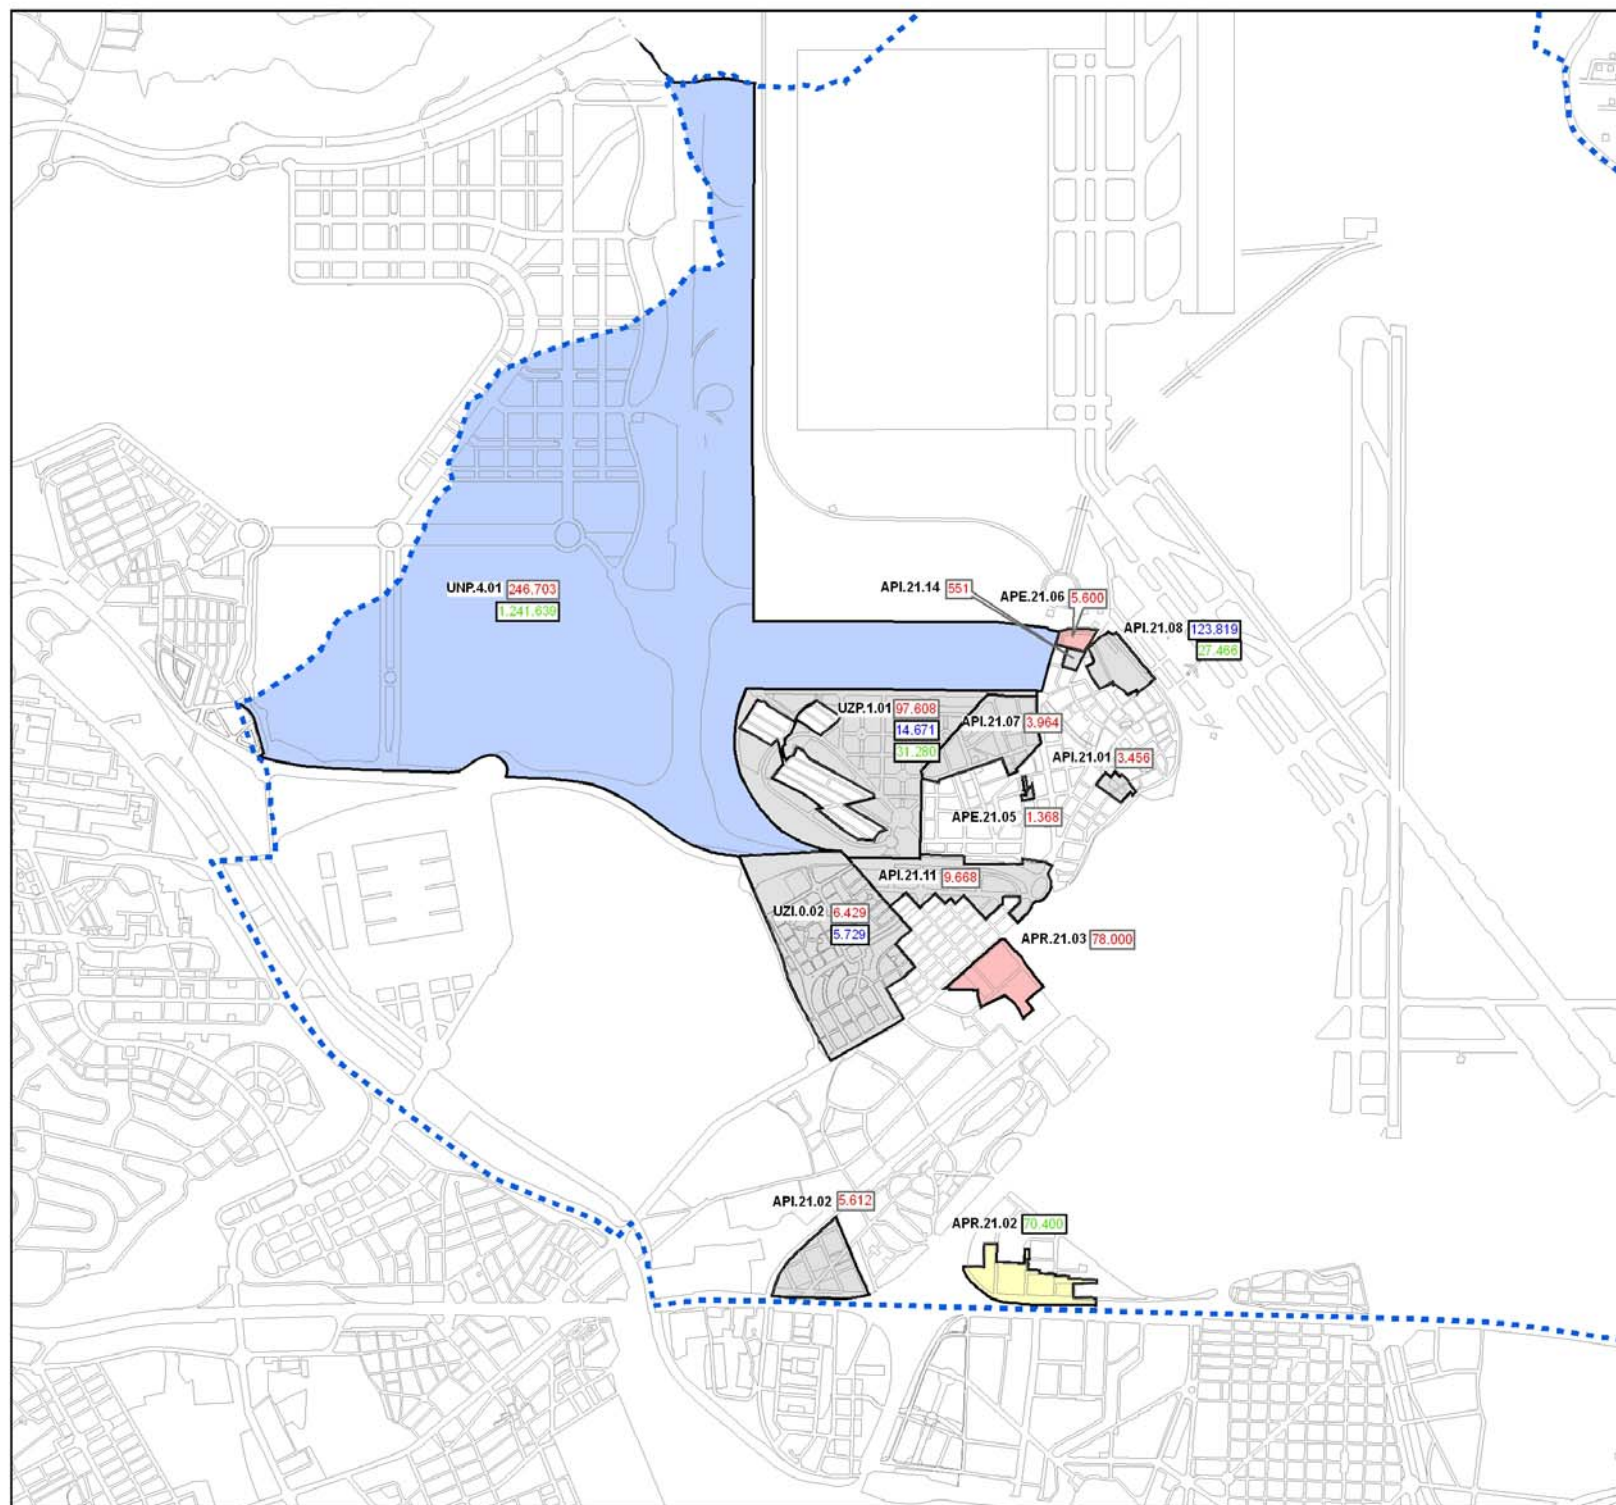 UNP.4.01 246.703
1.241.639
API.21.14 551
APE.21.06 5.600
API.21.08 123.819
27.466
UZP.1.01 97.608
14.671
31.280
API.21.07 3.964
API.21.01 3.456
APE.21.05 1.368
API.21.11 9.668
UZI.0.02 6.429
5.729
APR.21.03 78.000
API.21.02 5.612
APR.21.02 70.400